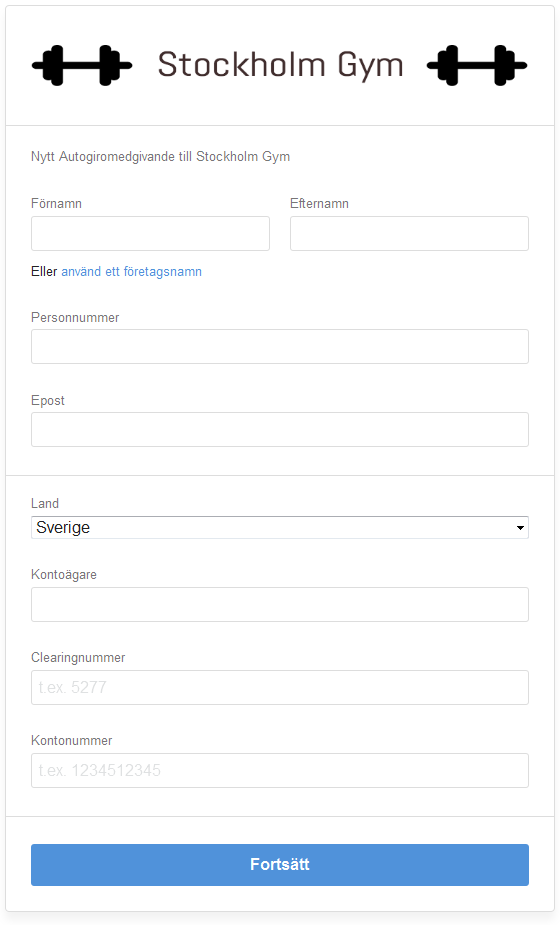 Stockholm Gym
Nytt Autogiromedgivande till Stockholm Gym
Förnamn Efternamn
Eller använd ett företagsnamn
Personnummer
Epost
Land
Sverige
Kontoägare
Clearingnummer
t.ex. 5277
Kontonummer
t.ex. 1234512345
Fortsätt